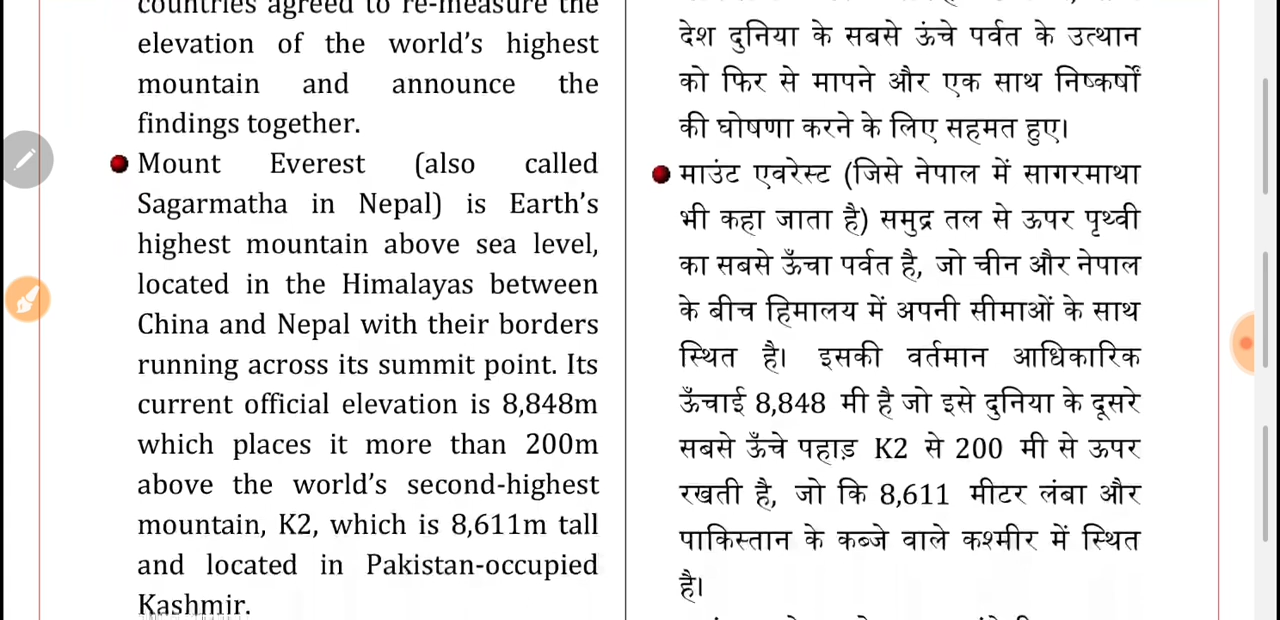 countries agreed to re-measure the
elevation of the world's highest
mountain and announce the
findings together.
Mount Everest (also called
Sagarmatha in Nepal) is Earth's
highest mountain above sea level,
located in the Himalayas between
China and Nepal with their borders
running across its summit point. Its
current official elevation is 8,848m
which places it more than 200m
above the world's second-highest
mountain, K2, which is 8,611m tall
and located in Pakistan-occupied
Kashmir.
देश दुनिया के सबसे ऊंचे पर्वत के उत्थान
को फिर से मापने और एक साथ निष्कर्षों
की घोषणा करने के लिए सहमत हुए।
माउंट एवरेस्ट (जिसे नेपाल में सागरमाथा
भी कहा जाता है) समुद्र तल से ऊपर पृथ्वी
का सबसे ऊँचा पर्वत है, जो चीन और नेपाल
के बीच हिमालय में अपनी सीमाओं के साथ
स्थित है। इसकी वर्तमान आधिकारिक
ऊँचाई 8,848 मी है जो इसे दुनिया के दूसरे
सबसे ऊँचे पहाड़ K2 से 200 मी से ऊपर
रखती है, जो कि 8,611 मीटर लंबा और
पाकिस्तान के कब्जे वाले कश्मीर में स्थित
है।